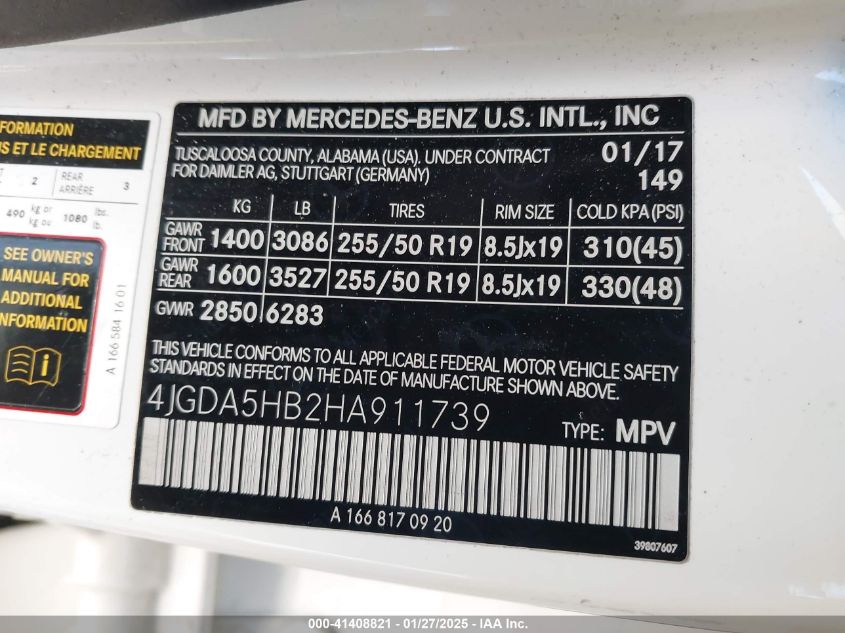 FORMATION
US ET LE CHARGEMENT
2 REAR ARRIÈRE 3
490 kg or kg ou 1080 lbs. lb.
SEE OWNER'S
MANUAL FOR
ADDITIONAL
INFORMATION
A 166 584 16 01
MFD BY MERCEDES-BENZ U.S. INTL., INC
TUSCALOOSA COUNTY, ALABAMA (USA). UNDER CONTRACT 01/17
FOR DAIMLER AG, STUTTGART (GERMANY) 149
KG LB TIRES RIM SIZE COLD KPA (PSI)
GAWR FRONT 1400 3086 255/50 R19 8.5Jx19 310(45)
GAWR REAR 1600 3527 255/50 R19 8.5Jx19 330(48)
GVWR 2850 6283
THIS VEHICLE CONFORMS TO ALL APPLICABLE FEDERAL MOTOR VEHICLE SAFETY
STANDARDS IN EFFECT ON THE DATE OF MANUFACTURE SHOWN ABOVE.
4JGDA5HB2HA911739 TYPE: MPV
A 166 817 09 20
39807607
000-41408821 - 01/27/2025 - IAA Inc.